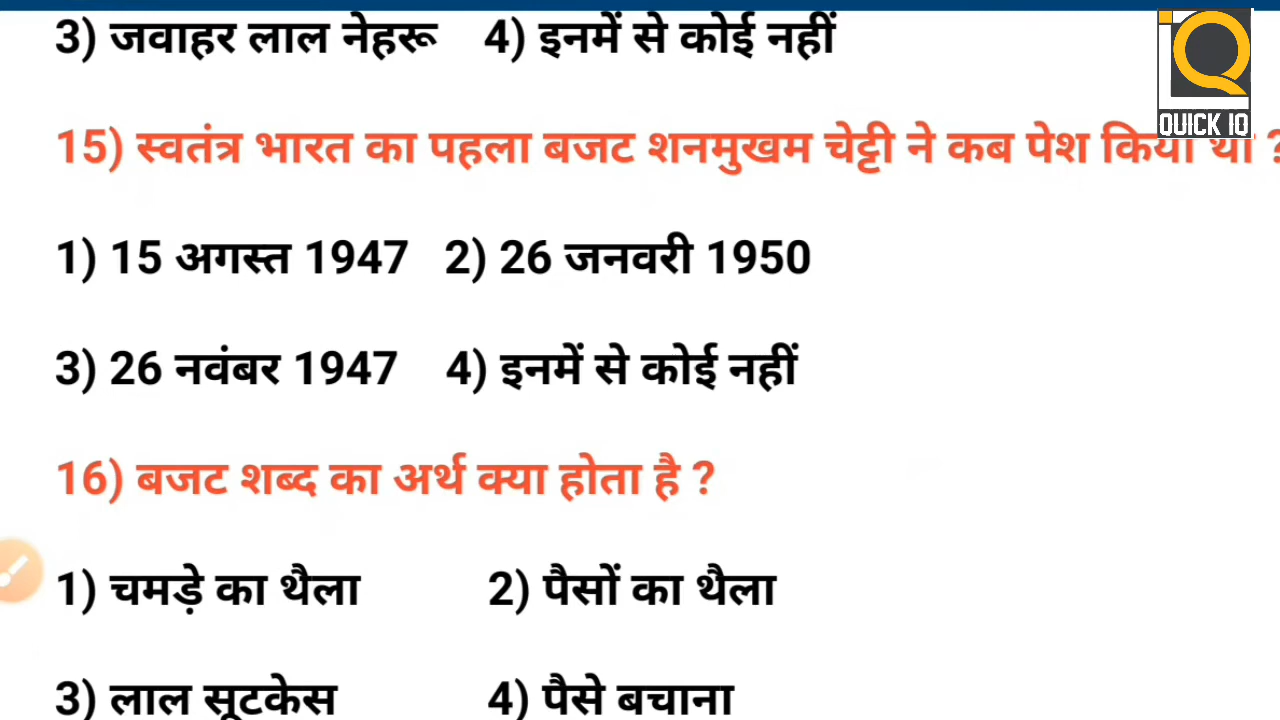 3) जवाहर लाल नेहरू 4) इनमें से कोई नहीं
QUICK IQ
15) स्वतंत्र भारत का पहला बजट शनमुखम चेट्टी ने कब पेश किया था ?
1) 15 अगस्त 1947 2) 26 जनवरी 1950
3) 26 नवंबर 1947 4) इनमें से कोई नहीं
16) बजट शब्द का अर्थ क्या होता है ?
1) चमड़े का थैला 2) पैसों का थैला
3) लाल सूटकेस 4) पैसे बचाना